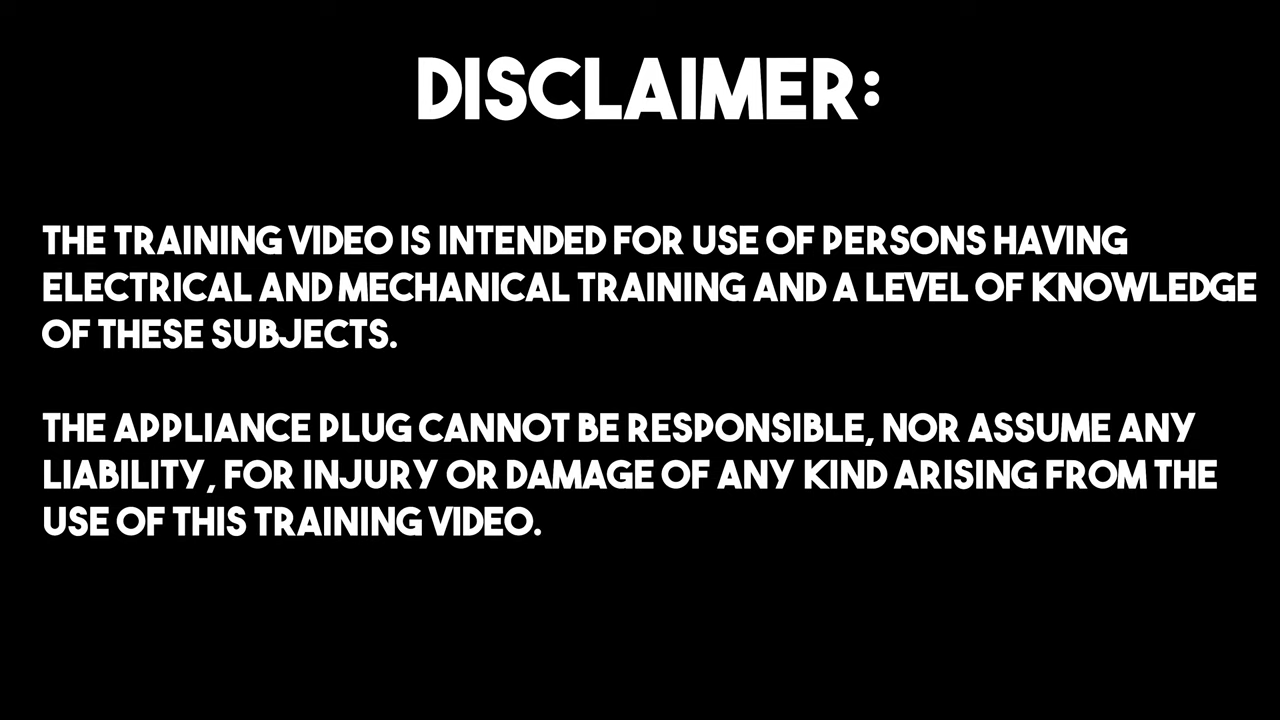 DISCLAIMER:
THE TRAINING VIDEO IS INTENDED FOR USE OF PERSONS HAVING
ELECTRICAL AND MECHANICAL TRAINING AND A LEVEL OF KNOWLEDGE
OF THESE SUBJECTS.
THE APPLIANCE PLUG CANNOT BE RESPONSIBLE, NOR ASSUME ANY
LIABILITY, FOR INJURY OR DAMAGE OF ANY KIND ARISING FROM THE
USE OF THIS TRAINING VIDEO.